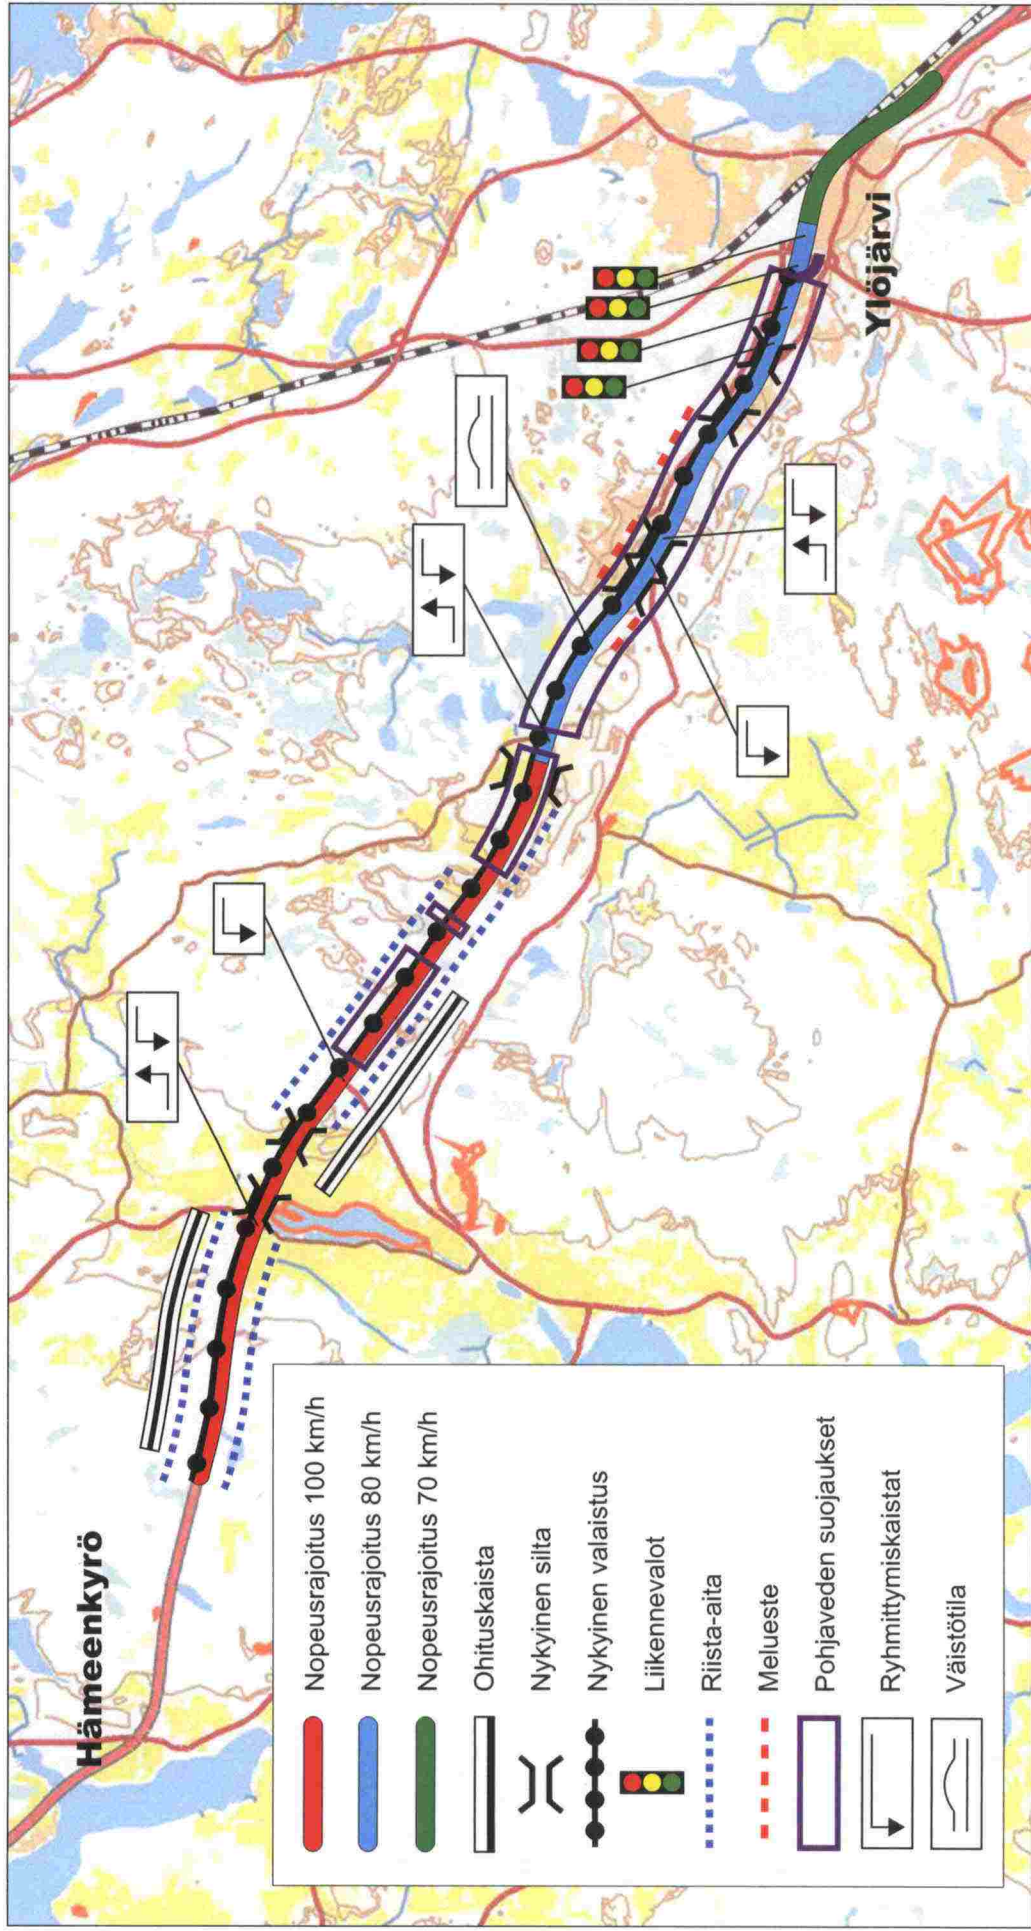 Hämeenkyrö
Ylöjärvi
Nopeusrajoitus 100 km/h
Nopeusrajoitus 80 km/h
Nopeusrajoitus 70 km/h
Ohituskaista
Nykyinen silta
Nykyinen valaistus
Liikennevalot
Riista-aita
Melueste
Pohjaveden suojaukset
Ryhmittymiskaistat
Väistötila